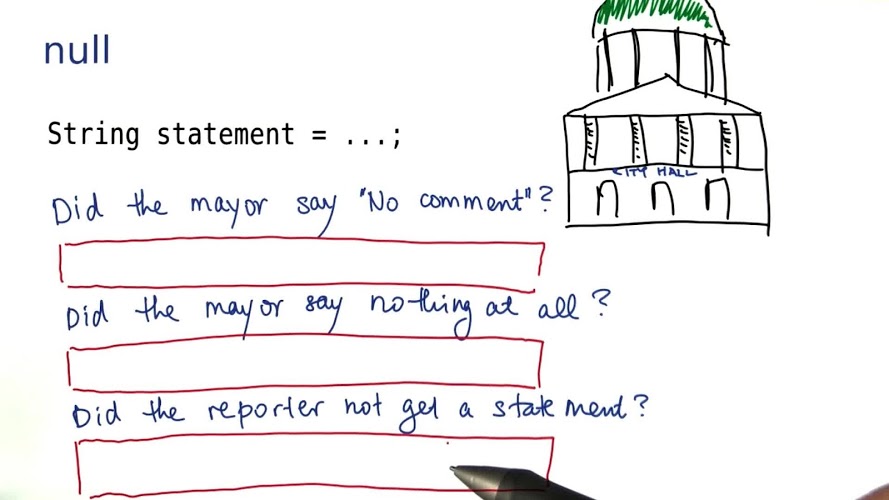 null
String statement = ...;
CITY HALL
Did the mayor say "No comment"?
Did the mayor say nothing at all?
Did the reporter not get a statement?